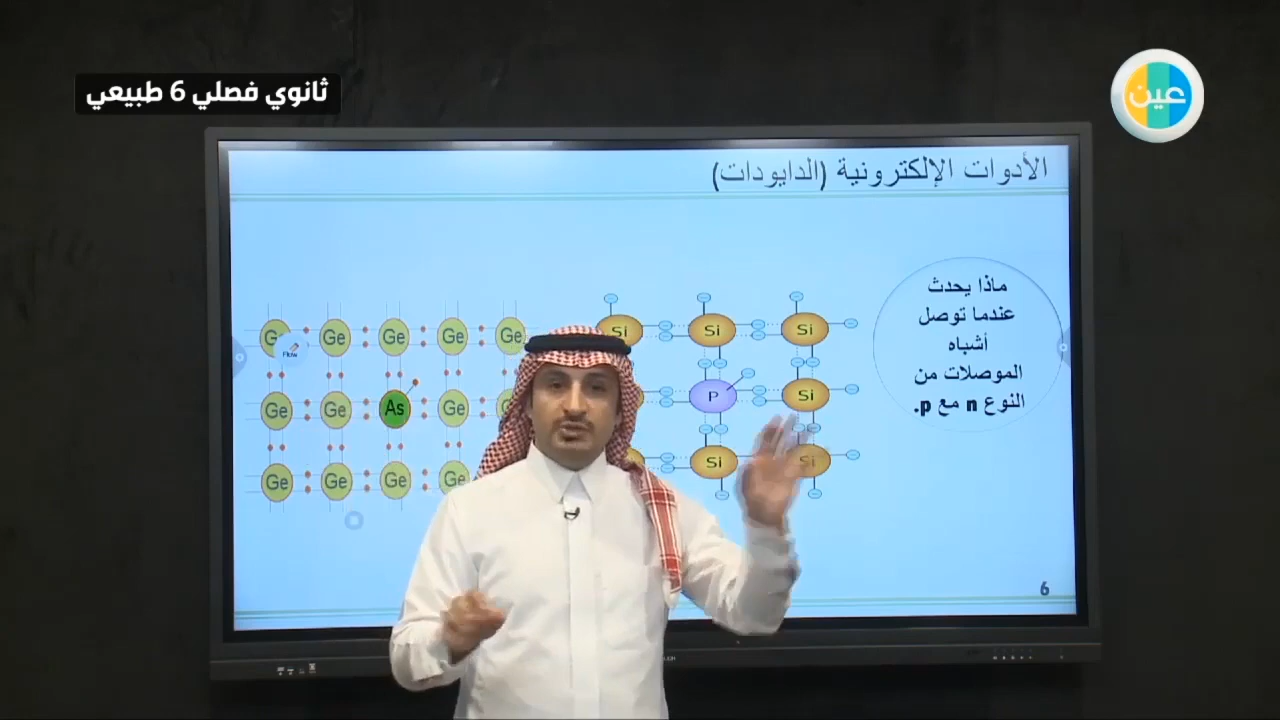 ثانوي فصلي 6 طبيعي
عين
الأدوات الإلكترونية (الدايودات)
ماذا يحدث
عندما توصل
أشباه
الموصلات من
النوع n مع p.
Ge Ge Ge Ge Ge
Flow
Ge Ge As Ge
Ge Ge Ge Ge
Si Si Si
P Si
Si Si
6